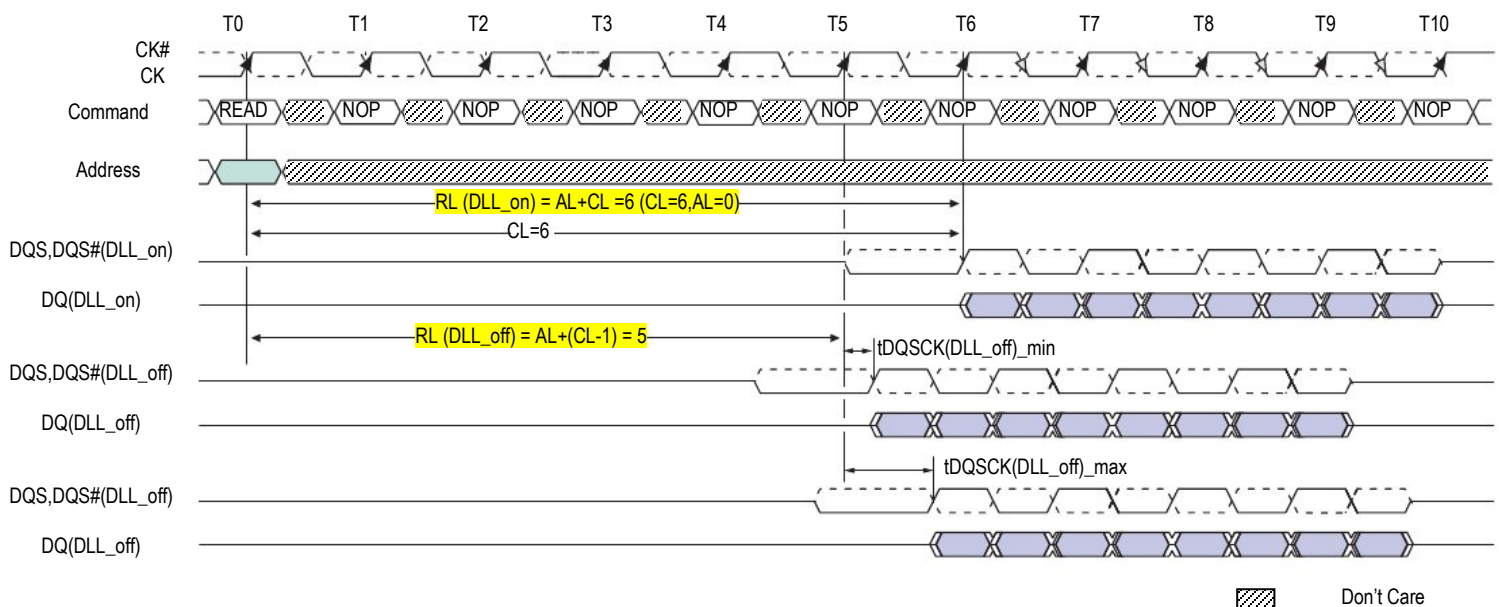 T0 T1 T2 T3 T4 T5 T6 T7 T8 T9 T10
CK#
CK
Command READ NOP NOP NOP NOP NOP NOP NOP NOP NOP NOP
Address
RL (DLL_on) = AL+CL =6 (CL=6,AL=0)
CL=6
DQS,DQS#(DLL_on)
DQ(DLL_on)
RL (DLL_off) = AL+(CL-1) = 5
tDQSCK(DLL_off)_min
DQS,DQS#(DLL_off)
DQ(DLL_off)
tDQSCK(DLL_off)_max
DQS,DQS#(DLL_off)
DQ(DLL_off)
Don't Care